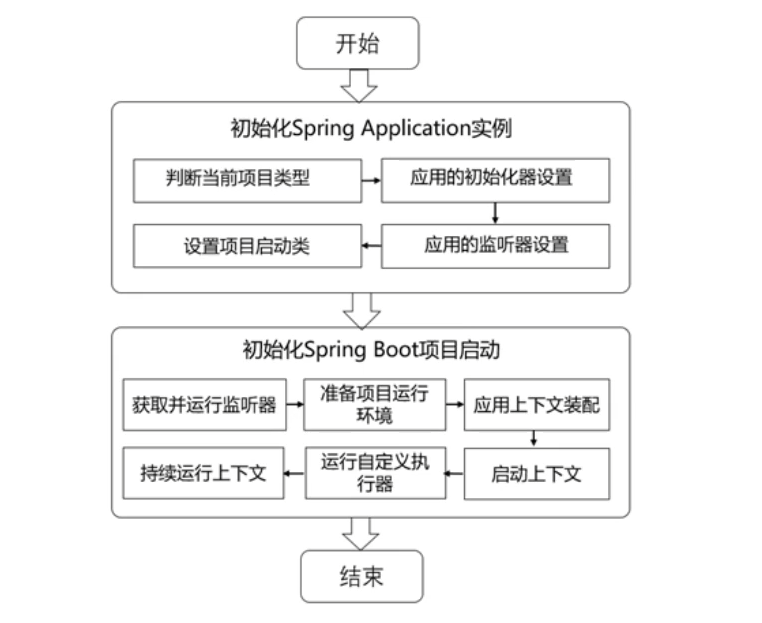 开始
初始化Spring Application实例
判断当前项目类型
应用的初始化器设置
设置项目启动类
应用的监听器设置
初始化Spring Boot项目启动
获取并运行监听器
准备项目运行
环境
应用上下文装配
持续运行上下文
运行自定义执
行器
启动上下文
结束